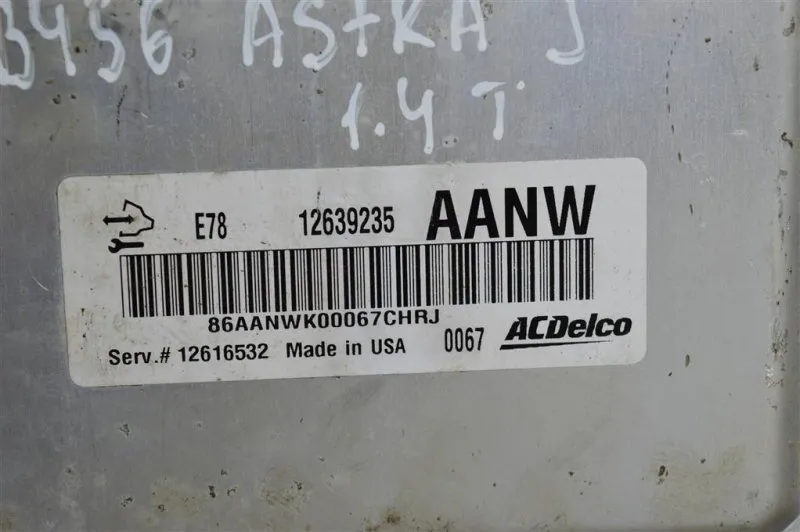 B456 ASTRA J
1.4 T
E78 12639235 AANW
86AANWK00067CHRJ
Serv.# 12616532 Made in USA 0067 ACDelco